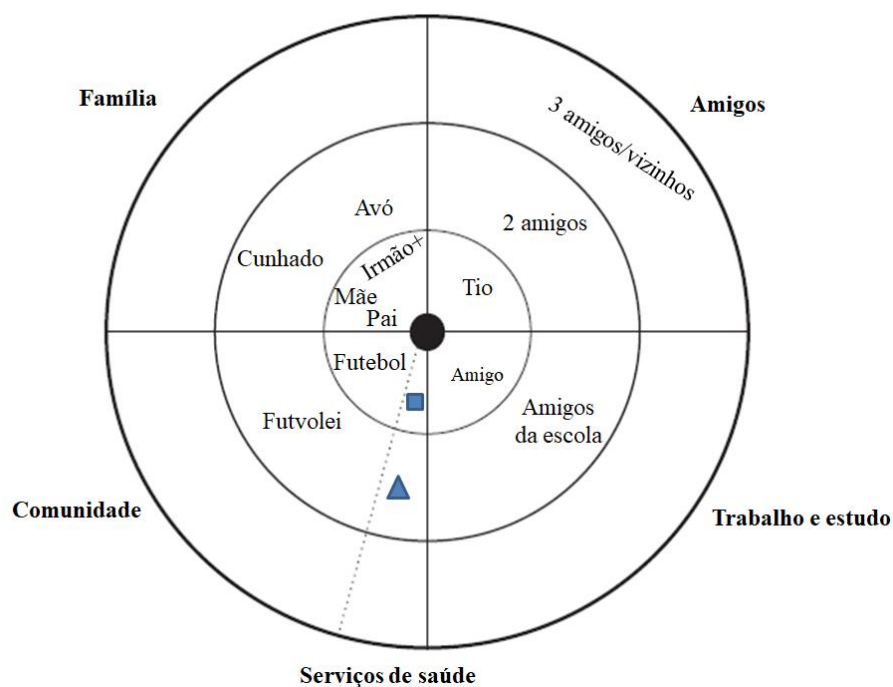 Família
Amigos
3 amigos/vizinhos
Avó
2 amigos
Irmão+
Cunhado
Tio
Mãe
Pai
Futebol
Amigo
Futvolei
Amigos
da escola
Comunidade
Trabalho e estudo
Serviços de saúde